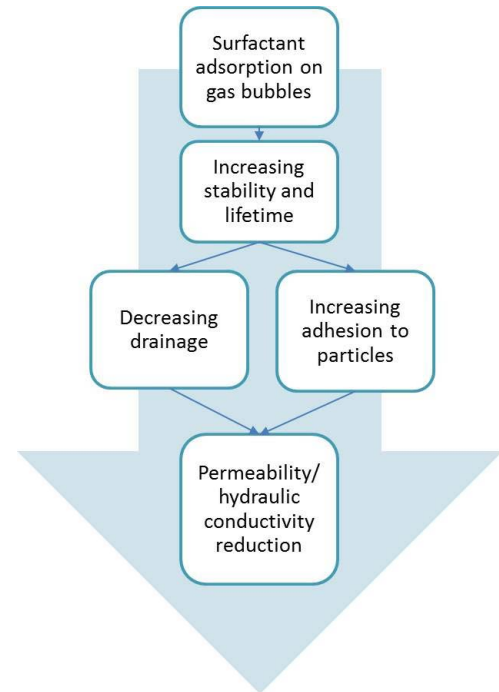 Surfactant
adsorption on
gas bubbles
Increasing
stability and
lifetime
Decreasing
drainage
Increasing
adhesion to
particles
Permeability/
hydraulic
conductivity
reduction